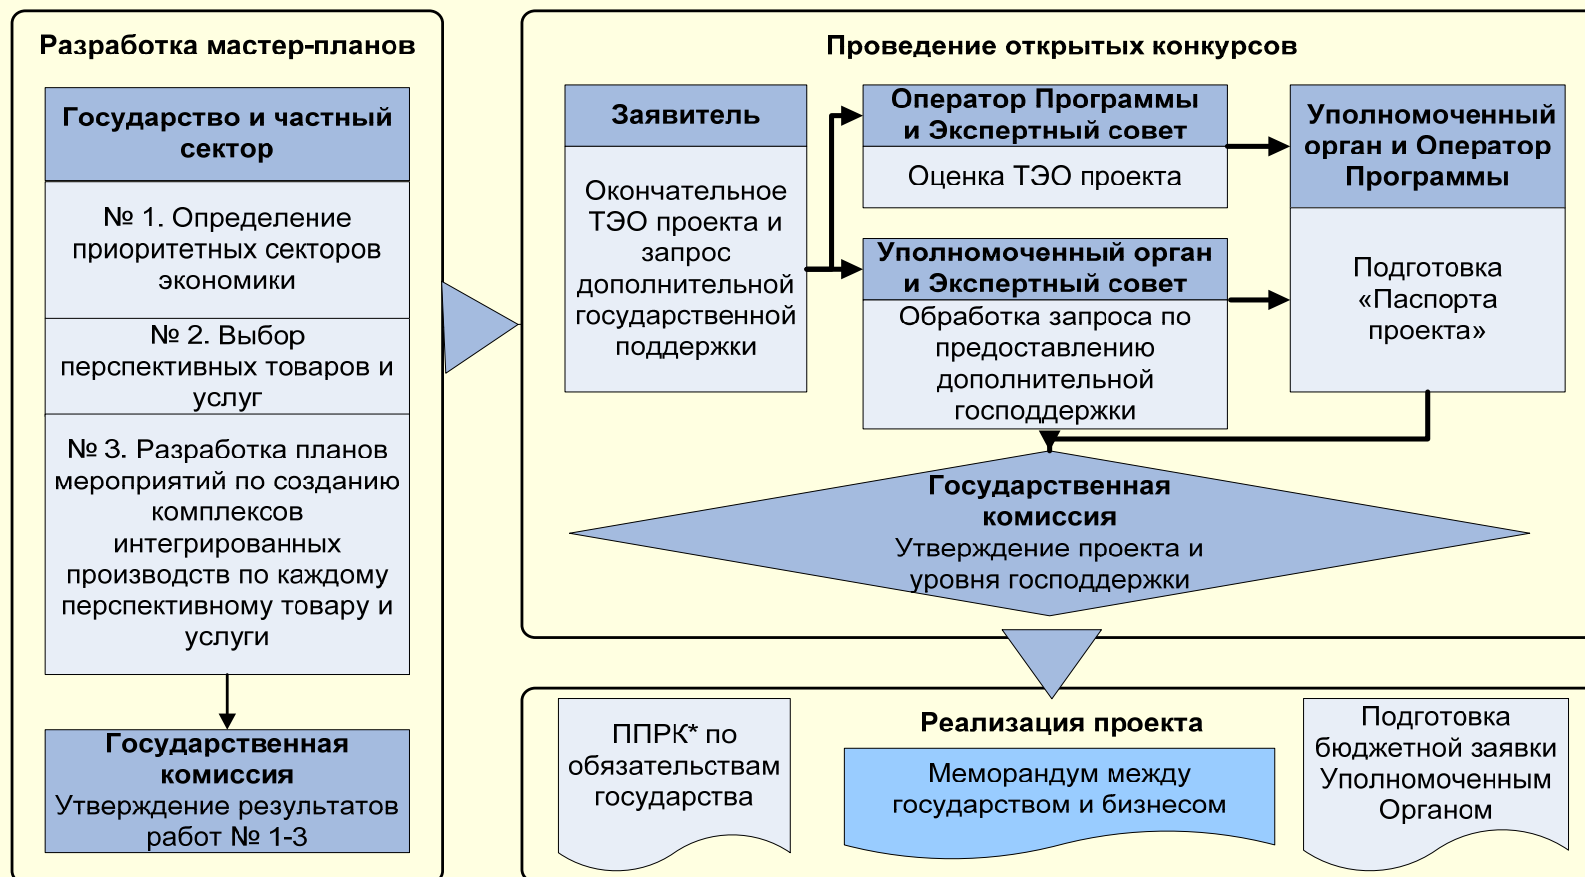 Разработка мастер-планов
Государство и частный
сектор
№ 1. Определение
приоритетных секторов
экономики
№ 2. Выбор
перспективных товаров и
услуг
№ 3. Разработка планов
мероприятий по созданию
комплексов
интегрированных
производств по каждому
перспективному товару и
услуги
Государственная
комиссия
Утверждение результатов
работ № 1-3
Проведение открытых конкурсов
Заявитель
Окончательное
ТЭО проекта и
запрос
дополнительной
государственной
поддержки
Оператор Программы
и Экспертный совет
Оценка ТЭО проекта
Уполномоченный орган
и Экспертный совет
Обработка запроса по
предоставлению
дополнительной
господдержки
Уполномоченный
орган и Оператор
Программы
Подготовка
«Паспорта
проекта»
Государственная
комиссия
Утверждение проекта и
уровня господдержки
Реализация проекта
ППРК* по
обязательствам
государства
Меморандум между
государством и бизнесом
Подготовка
бюджетной заявки
Уполномоченным
Органом